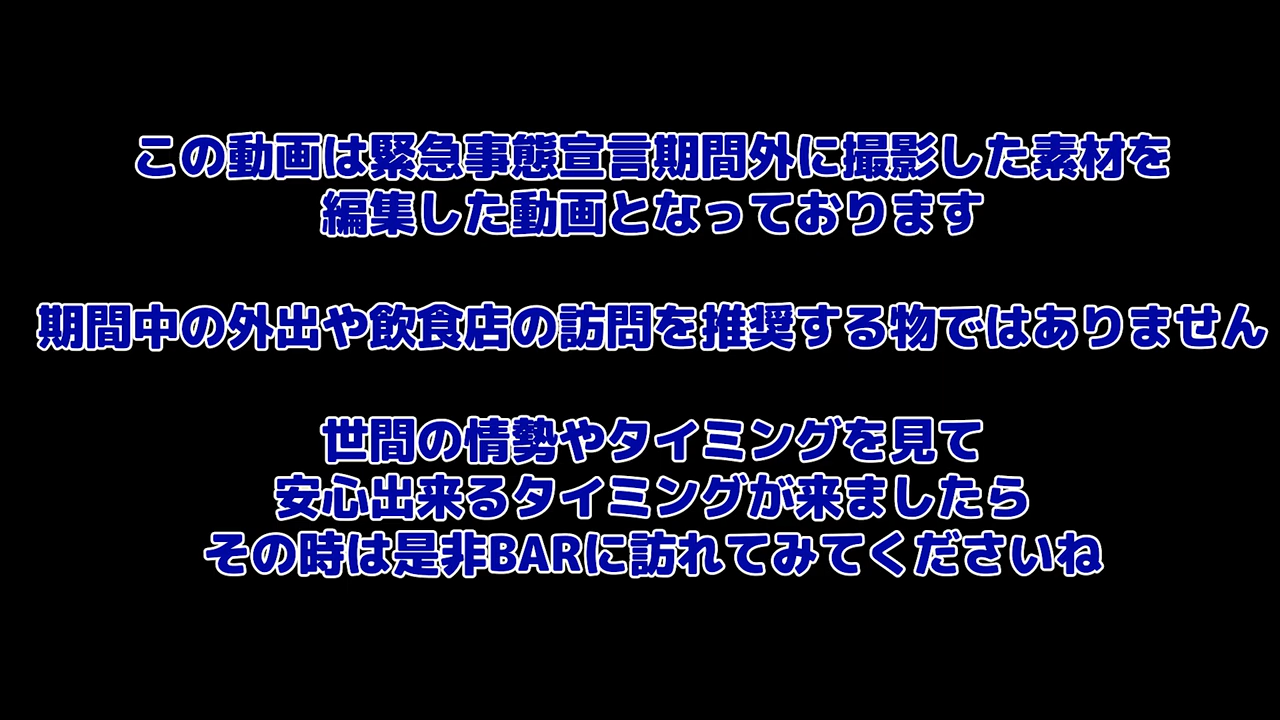 この動画は緊急事態宣言期間外に撮影した素材を
編集した動画となっております
期間中の外出や飲食店の訪問を推奨する物ではありません
世間の情勢やタイミングを見て
安心出来るタイミングが来ましたら
その時は是非BARに訪れてみてくださいね